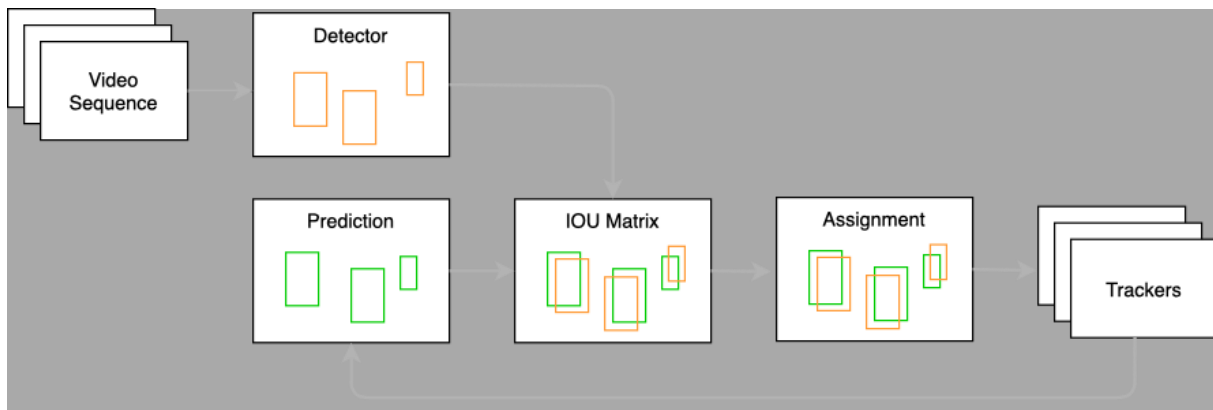 Video
Sequence
Detector
Prediction
IOU Matrix
Assignment
Trackers